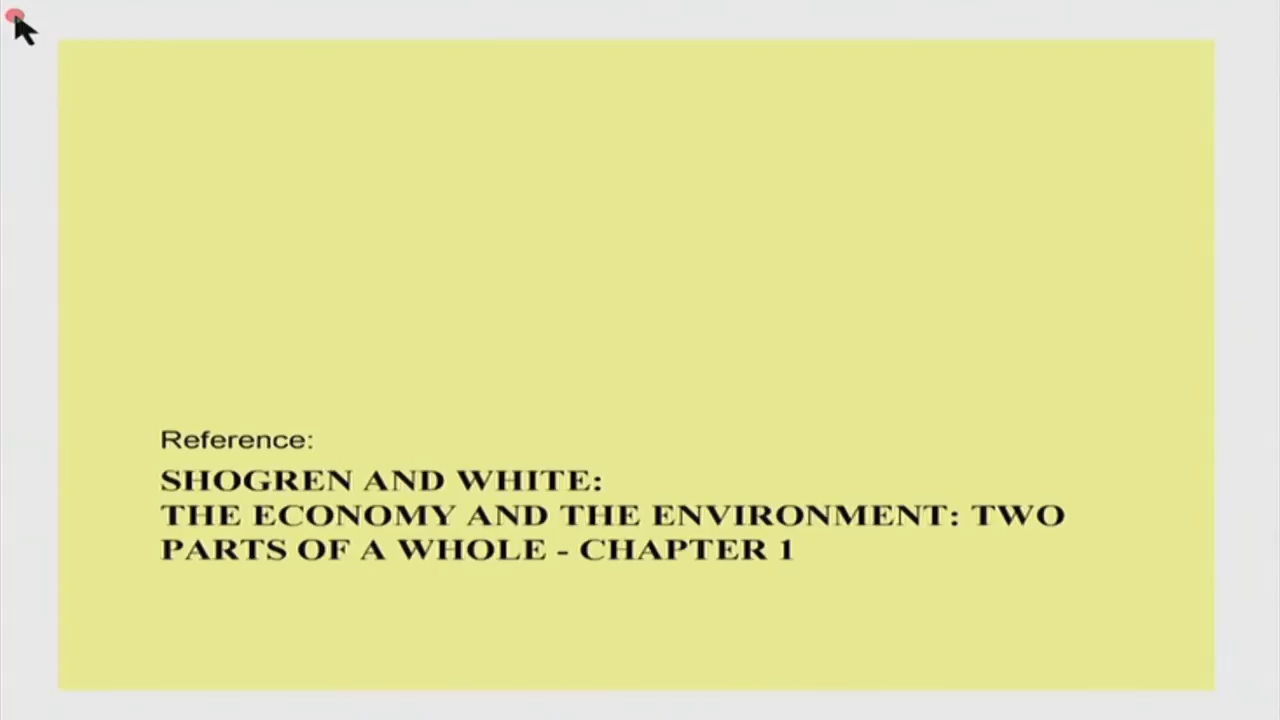 Reference:
SHOGREN AND WHITE:
THE ECONOMY AND THE ENVIRONMENT: TWO
PARTS OF A WHOLE - CHAPTER 1